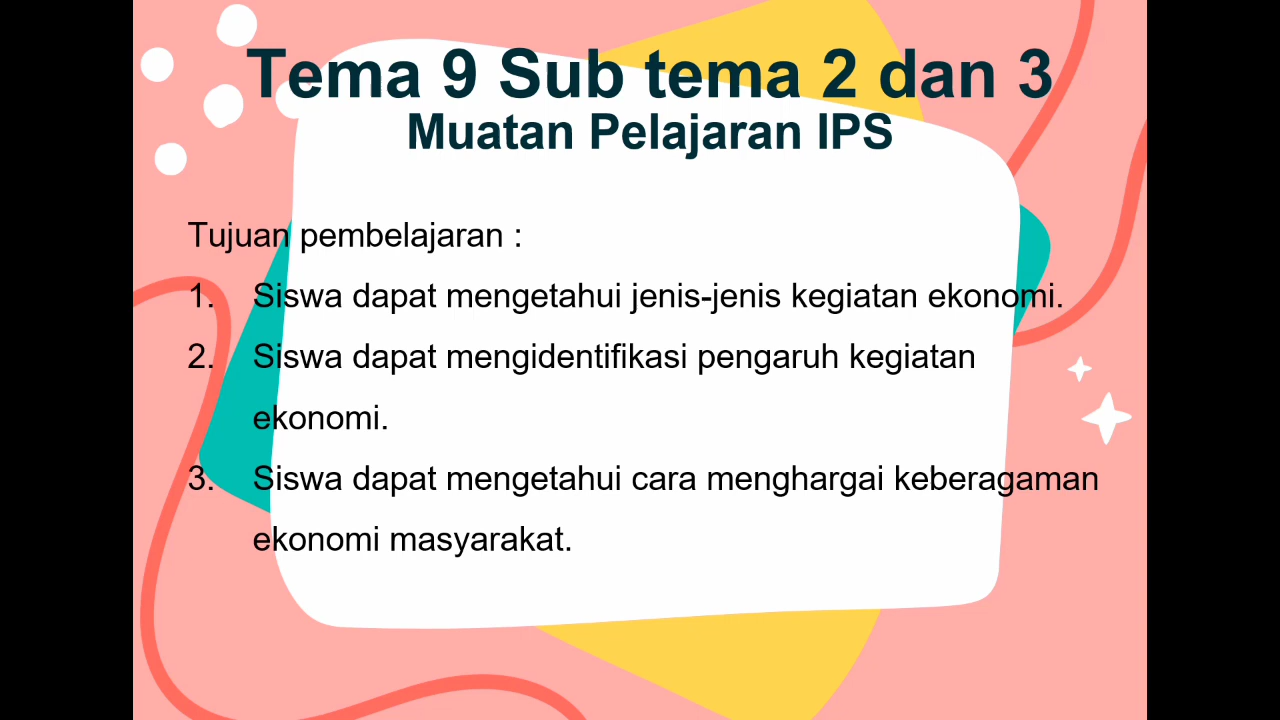 Tema 9 Sub tema 2 dan 3
Muatan Pelajaran IPS
Tujuan pembelajaran :
1. Siswa dapat mengetahui jenis-jenis kegiatan ekonomi.
2. Siswa dapat mengidentifikasi pengaruh kegiatan
ekonomi.
3. Siswa dapat mengetahui cara menghargai keberagaman
ekonomi masyarakat.